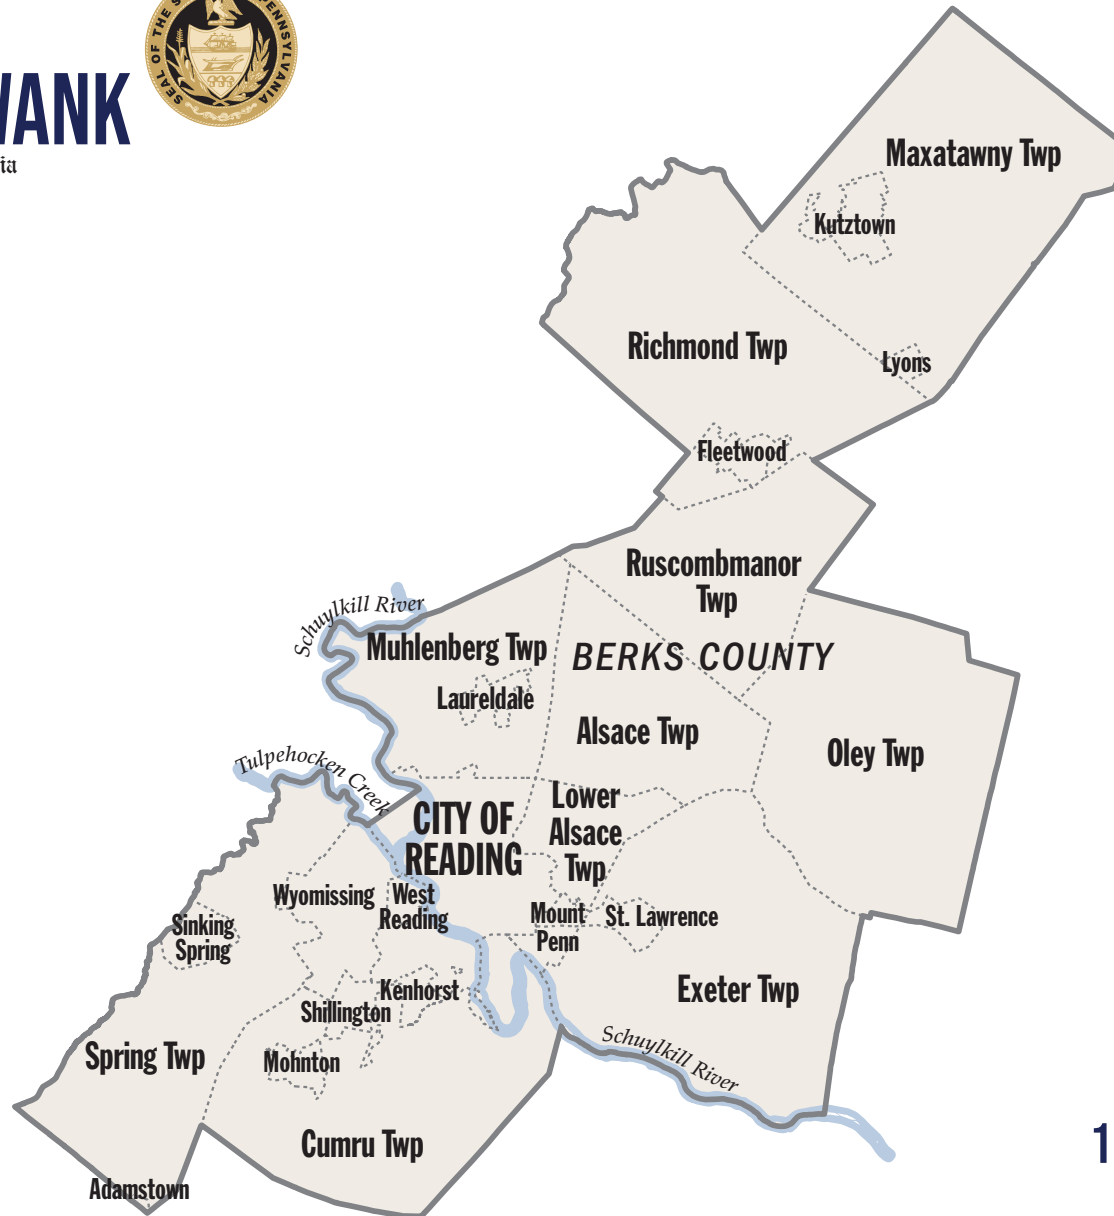 SEAL OF THE S
PENNSYLVANIA
WANK
ia
Maxatawny Twp
Kutztown
Richmond Twp
Lyons
Fleetwood
Ruscombmanor
Twp
Schuylkill River
Muhlenberg Twp
BERKS COUNTY
Laureldale
Alsace Twp
Oley Twp
Tulpehocken Creek
CITY OF
READING
Lower
Alsace
Twp
Wyomissing
West
Reading
Sinking
Spring
Mount
Penn
St. Lawrence
Kenhorst
Exeter Twp
Shillington
Schuylkill River
Spring Twp
Mohnton
Cumru Twp
1
Adamstown